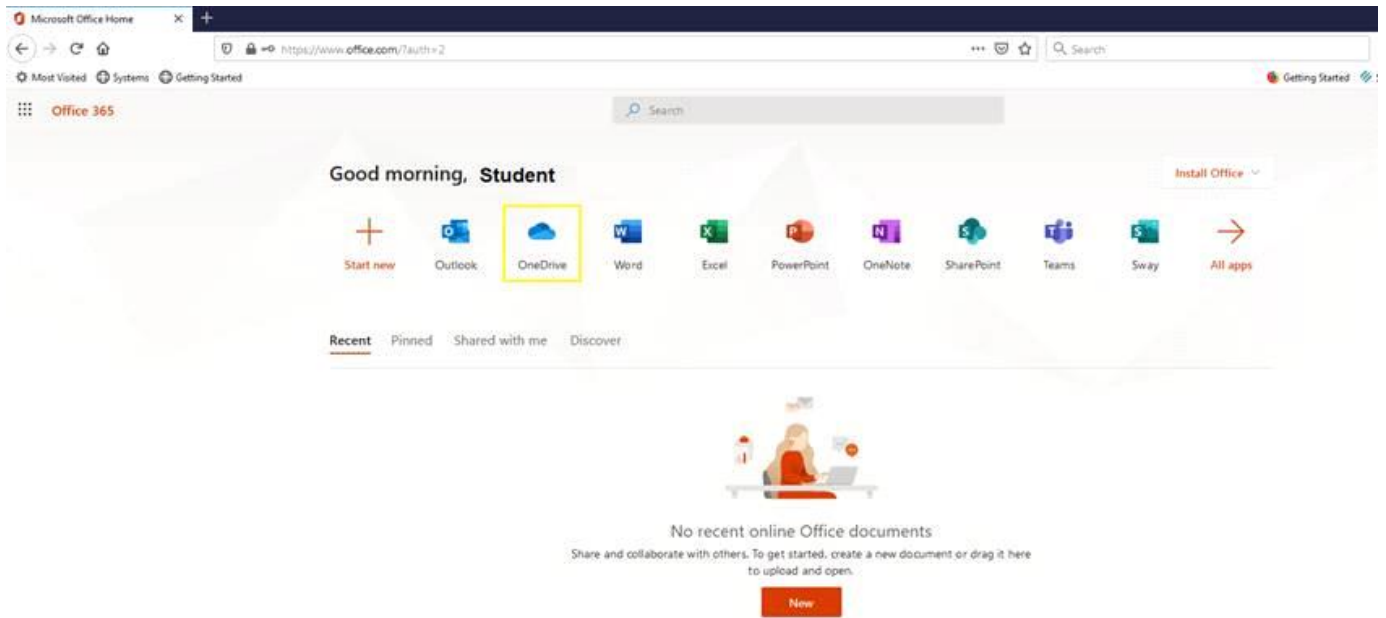 Microsoft Office Home
https://www.office.com/?auth=2
Search
Most Visited Systems Getting Started
Getting Started
Office 365
Search
Good morning, Student
Install Office
Start new Outlook OneDrive Word Excel PowerPoint OneNote SharePoint Teams Sway All apps
Recent Pinned Shared with me Discover
No recent online Office documents
Share and collaborate with others. To get started, create a new document or drag it here
to upload and open.
New